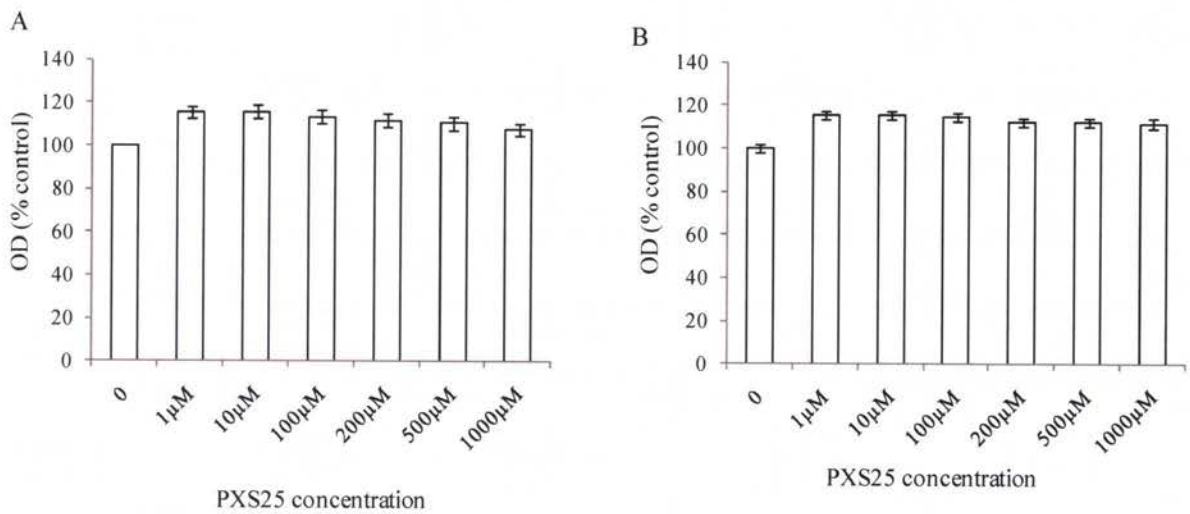 A
OD (% control)
140
120
100
80
60
40
20
0
0
1µM
10µM
100µM
200µM
500µM
1000µM
PXS25 concentration
B
OD (% control)
140
120
100
80
60
40
20
0
0
1µM
10µM
100µM
200µM
500µM
1000µM
PXS25 concentration